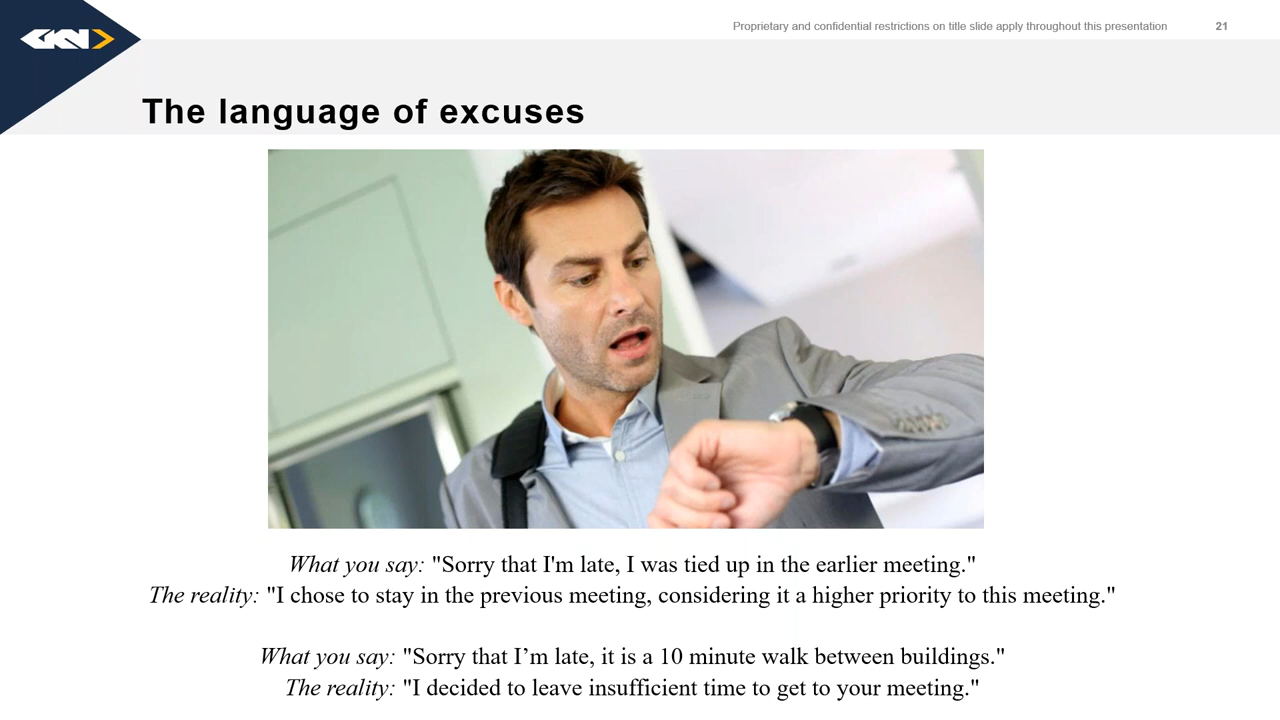 GKN
Proprietary and confidential restrictions on title slide apply throughout this presentation
21
The language of excuses
What you say: "Sorry that I'm late, I was tied up in the earlier meeting."
The reality: "I chose to stay in the previous meeting, considering it a higher priority to this meeting."
What you say: "Sorry that I’m late, it is a 10 minute walk between buildings."
The reality: "I decided to leave insufficient time to get to your meeting."